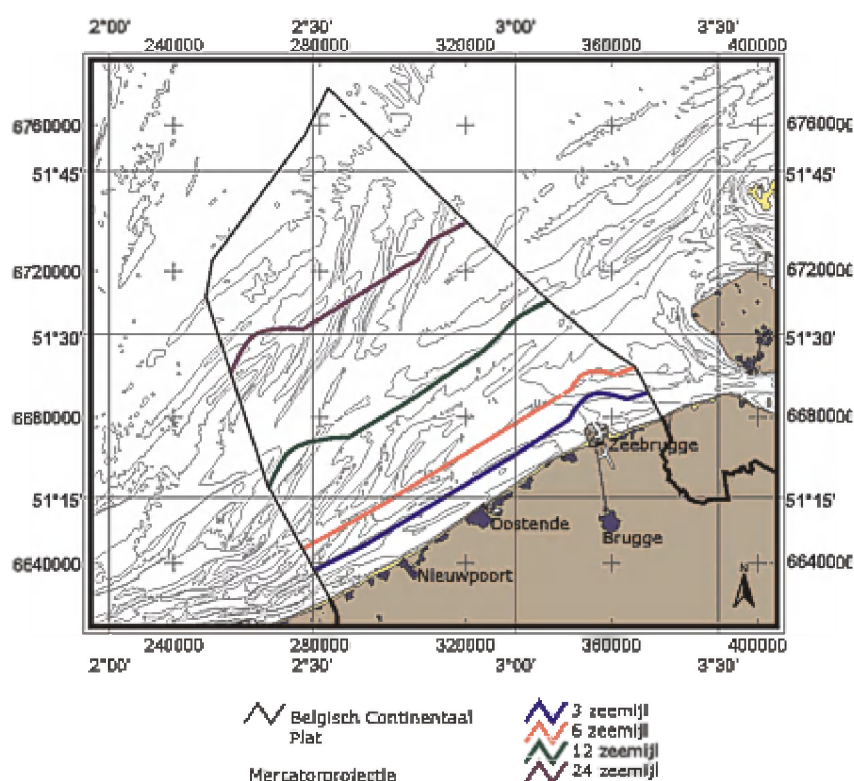 2°00' 2°30' 3°00' 3°30'
240000 280000 320000 360000 400000
6760000 6760000
51°45' 51°45'
6720000 6720000
51°30' 51°30'
6680000 6680000
Zeebrugge
51°15' 51°15'
Oostende
Brugge
6640000 6640000
Nieuwpoort
N
240000 280000 320000 360000 400000
2°00' 2°30' 3°00' 3°30'
Belgisch Continentaal
Plat
3 zeemijl
6 zeemijl
12 zeemijl
24 zeemijl
Mercatorprojectie